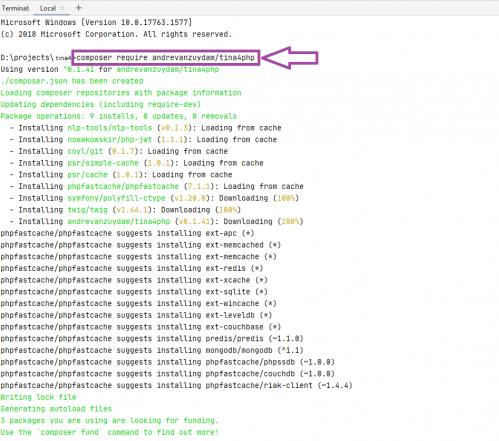 Terminal: Local × +
Microsoft Windows [Version 10.0.17763.1577]
(c) 2018 Microsoft Corporation. All rights reserved.
D:\projects\tina4>composer require andrevanzuydam/tina4php
Using version ^0.1.41 for andrevanzuydam/tina4php
./composer.json has been created
Loading composer repositories with package information
Updating dependencies (including require-dev)
Package operations: 9 installs, 0 updates, 0 removals
- Installing nlp-tools/nlp-tools (v0.1.3): Loading from cache
- Installing nowakowskir/php-jwt (1.1.1): Loading from cache
- Installing coyl/git (0.1.7): Loading from cache
- Installing psr/simple-cache (1.0.1): Loading from cache
- Installing psr/cache (1.0.1): Loading from cache
- Installing phpfastcache/phpfastcache (7.1.1): Loading from cache
- Installing symfony/polyfill-ctype (v1.20.0): Downloading (100%)
- Installing twig/twig (v1.44.1): Downloading (100%)
- Installing andrevanzuydam/tina4php (v0.1.41): Downloading (100%)
phpfastcache/phpfastcache suggests installing ext-apc (*)
phpfastcache/phpfastcache suggests installing ext-memcached (*)
phpfastcache/phpfastcache suggests installing ext-memcache (*)
phpfastcache/phpfastcache suggests installing ext-redis (*)
phpfastcache/phpfastcache suggests installing ext-xcache (*)
phpfastcache/phpfastcache suggests installing ext-sqlite (*)
phpfastcache/phpfastcache suggests installing ext-wincache (*)
phpfastcache/phpfastcache suggests installing ext-leveldb (*)
phpfastcache/phpfastcache suggests installing ext-couchbase (*)
phpfastcache/phpfastcache suggests installing predis/predis (~1.1.0)
phpfastcache/phpfastcache suggests installing mongodb/mongodb (^1.1)
phpfastcache/phpfastcache suggests installing phpfastcache/phpssdb (~1.0.0)
phpfastcache/phpfastcache suggests installing phpfastcache/couchdb (~1.0.0)
phpfastcache/phpfastcache suggests installing phpfastcache/riak-client (~1.4.4)
Writing lock file
Generating autoload files
3 packages you are using are looking for funding.
Use the `composer fund` command to find out more!